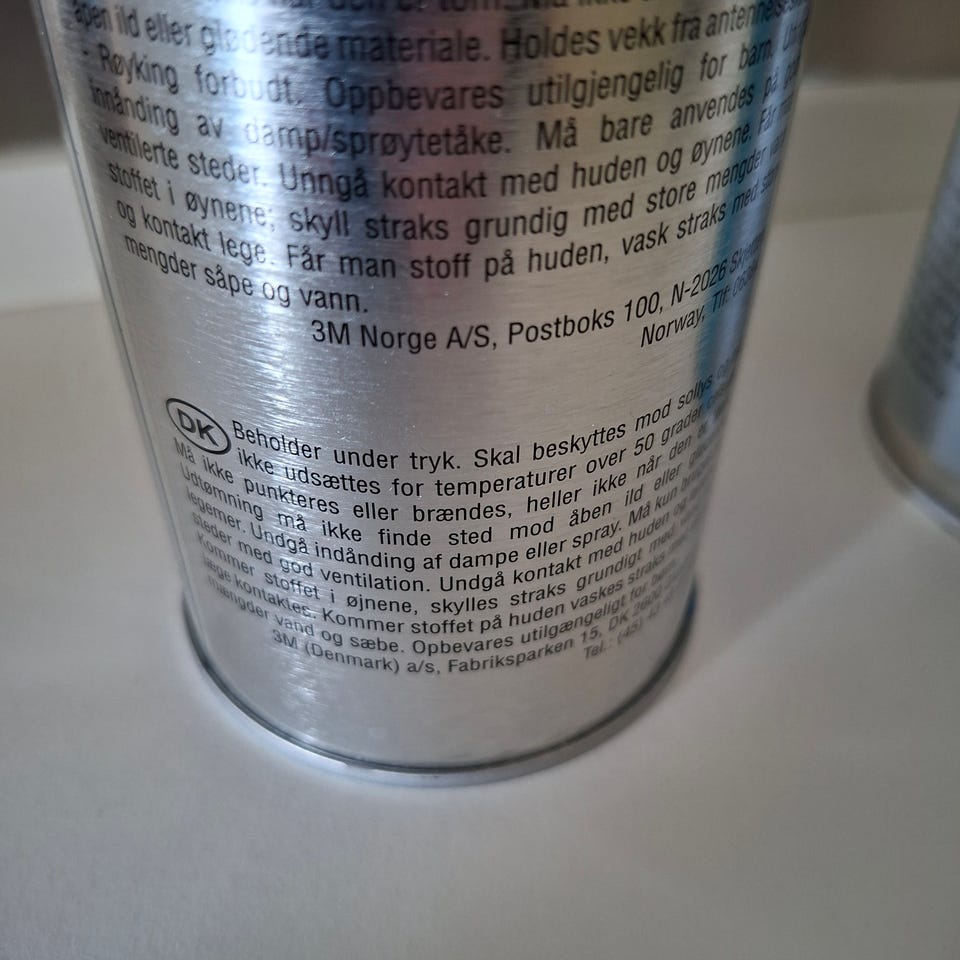 åpen ild eller glødende materiale. Holdes vekk fra
- Røyking forbudt. Oppbevares utilgjengelig for barn.
innånding av damp/sprøytetåke. Må bare anvendes på
ventilerte steder. Unngå kontakt med huden og øynene. Får
stoffet i øynene; skyll straks grundig med store mengder
og kontakt lege. Får man stoff på huden, vask straks med
mengder såpe og vann.
3M Norge A/S, Postboks 100, N-2026
Norway, Tlf:
DK Beholder under tryk. Skal beskyttes mod sollys
ikke udsættes for temperaturer over 50 grader
Må ikke punkteres eller brændes, heller ikke når den er
Udtømning må ikke finde sted mod åben ild eller
legemer. Undgå indånding af dampe eller spray. Må kun
steder med god ventilation. Undgå kontakt med huden og
Kommer stoffet i øjnene, skylles straks grundigt med
læge kontaktes. Kommer stoffet på huden vaskes straks
mængder vand og sæbe. Opbevares utilgængeligt for børn.
3M (Denmark) a/s, Fabriksparken 15, DK 2600
Tel.: (45)